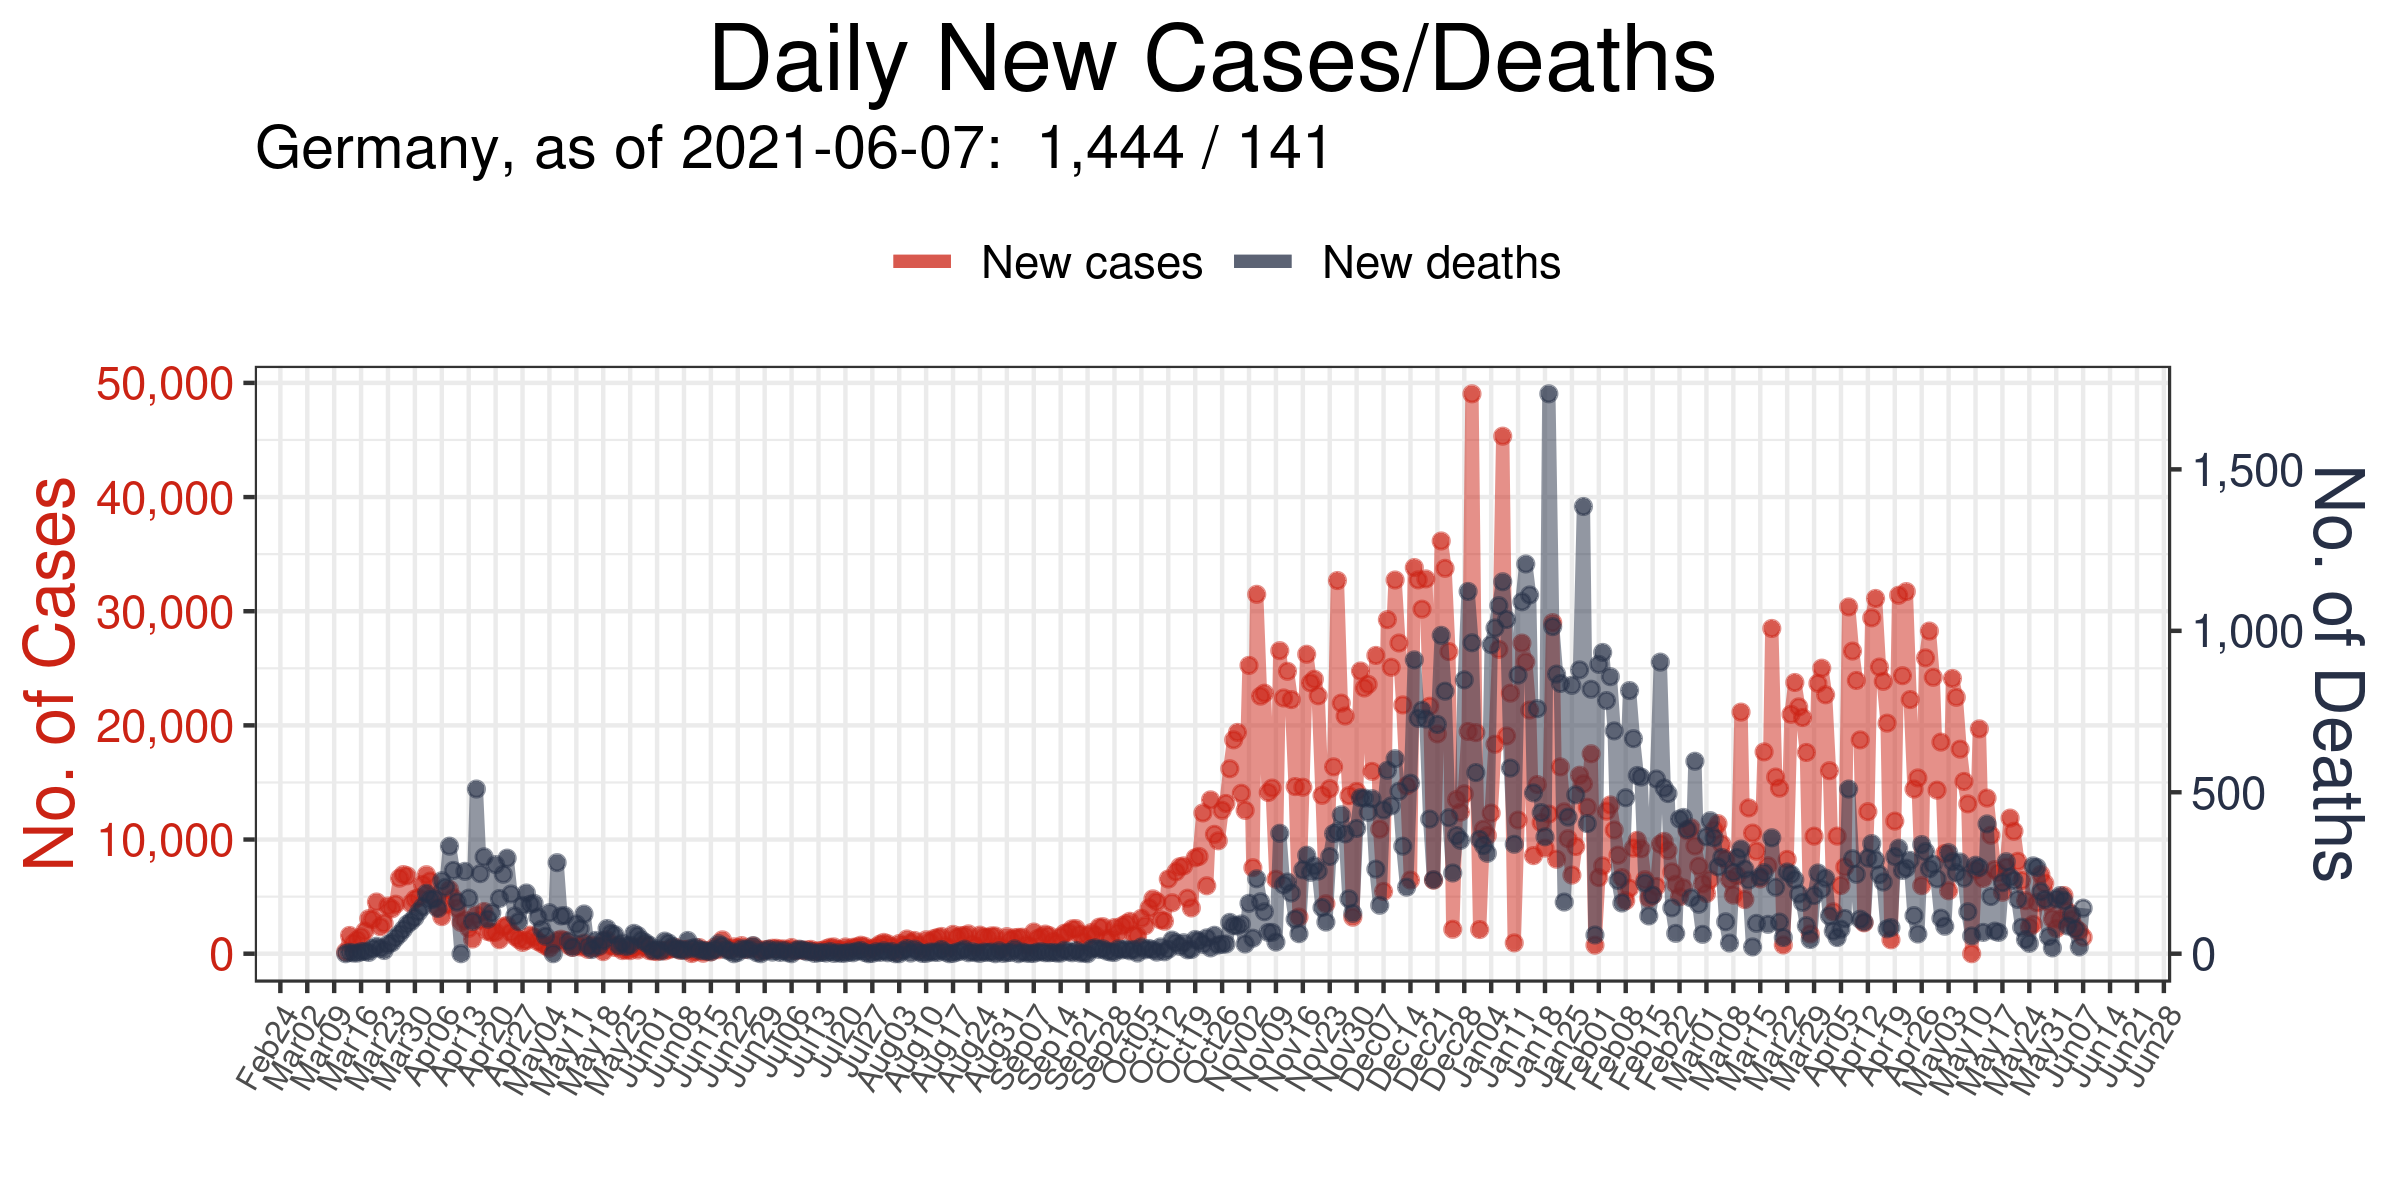 Daily New Cases/Deaths
Germany, as of 2021-06-07:  1,444 / 141
New cases
New deaths
No. of Cases
50,000
40,000
30,000
20,000
10,000
0
1,500
1,000
500
0
No. of Deaths
Feb24
Mar02
Mar09
Mar16
Mar23
Mar30
Apr06
Apr13
Apr20
Apr27
May04
May11
May18
May25
Jun01
Jun08
Jun15
Jun22
Jun29
Jul06
Jul13
Jul20
Jul27
Aug03
Aug10
Aug17
Aug24
Aug31
Sep07
Sep14
Sep21
Sep28
Oct05
Oct12
Oct19
Oct26
Nov02
Nov09
Nov16
Nov23
Nov30
Dec07
Dec14
Dec21
Dec28
Jan04
Jan11
Jan18
Jan25
Feb01
Feb08
Feb15
Feb22
Mar01
Mar08
Mar15
Mar22
Mar29
Apr05
Apr12
Apr19
Apr26
May03
May10
May17
May24
May31
Jun07
Jun14
Jun21
Jun28